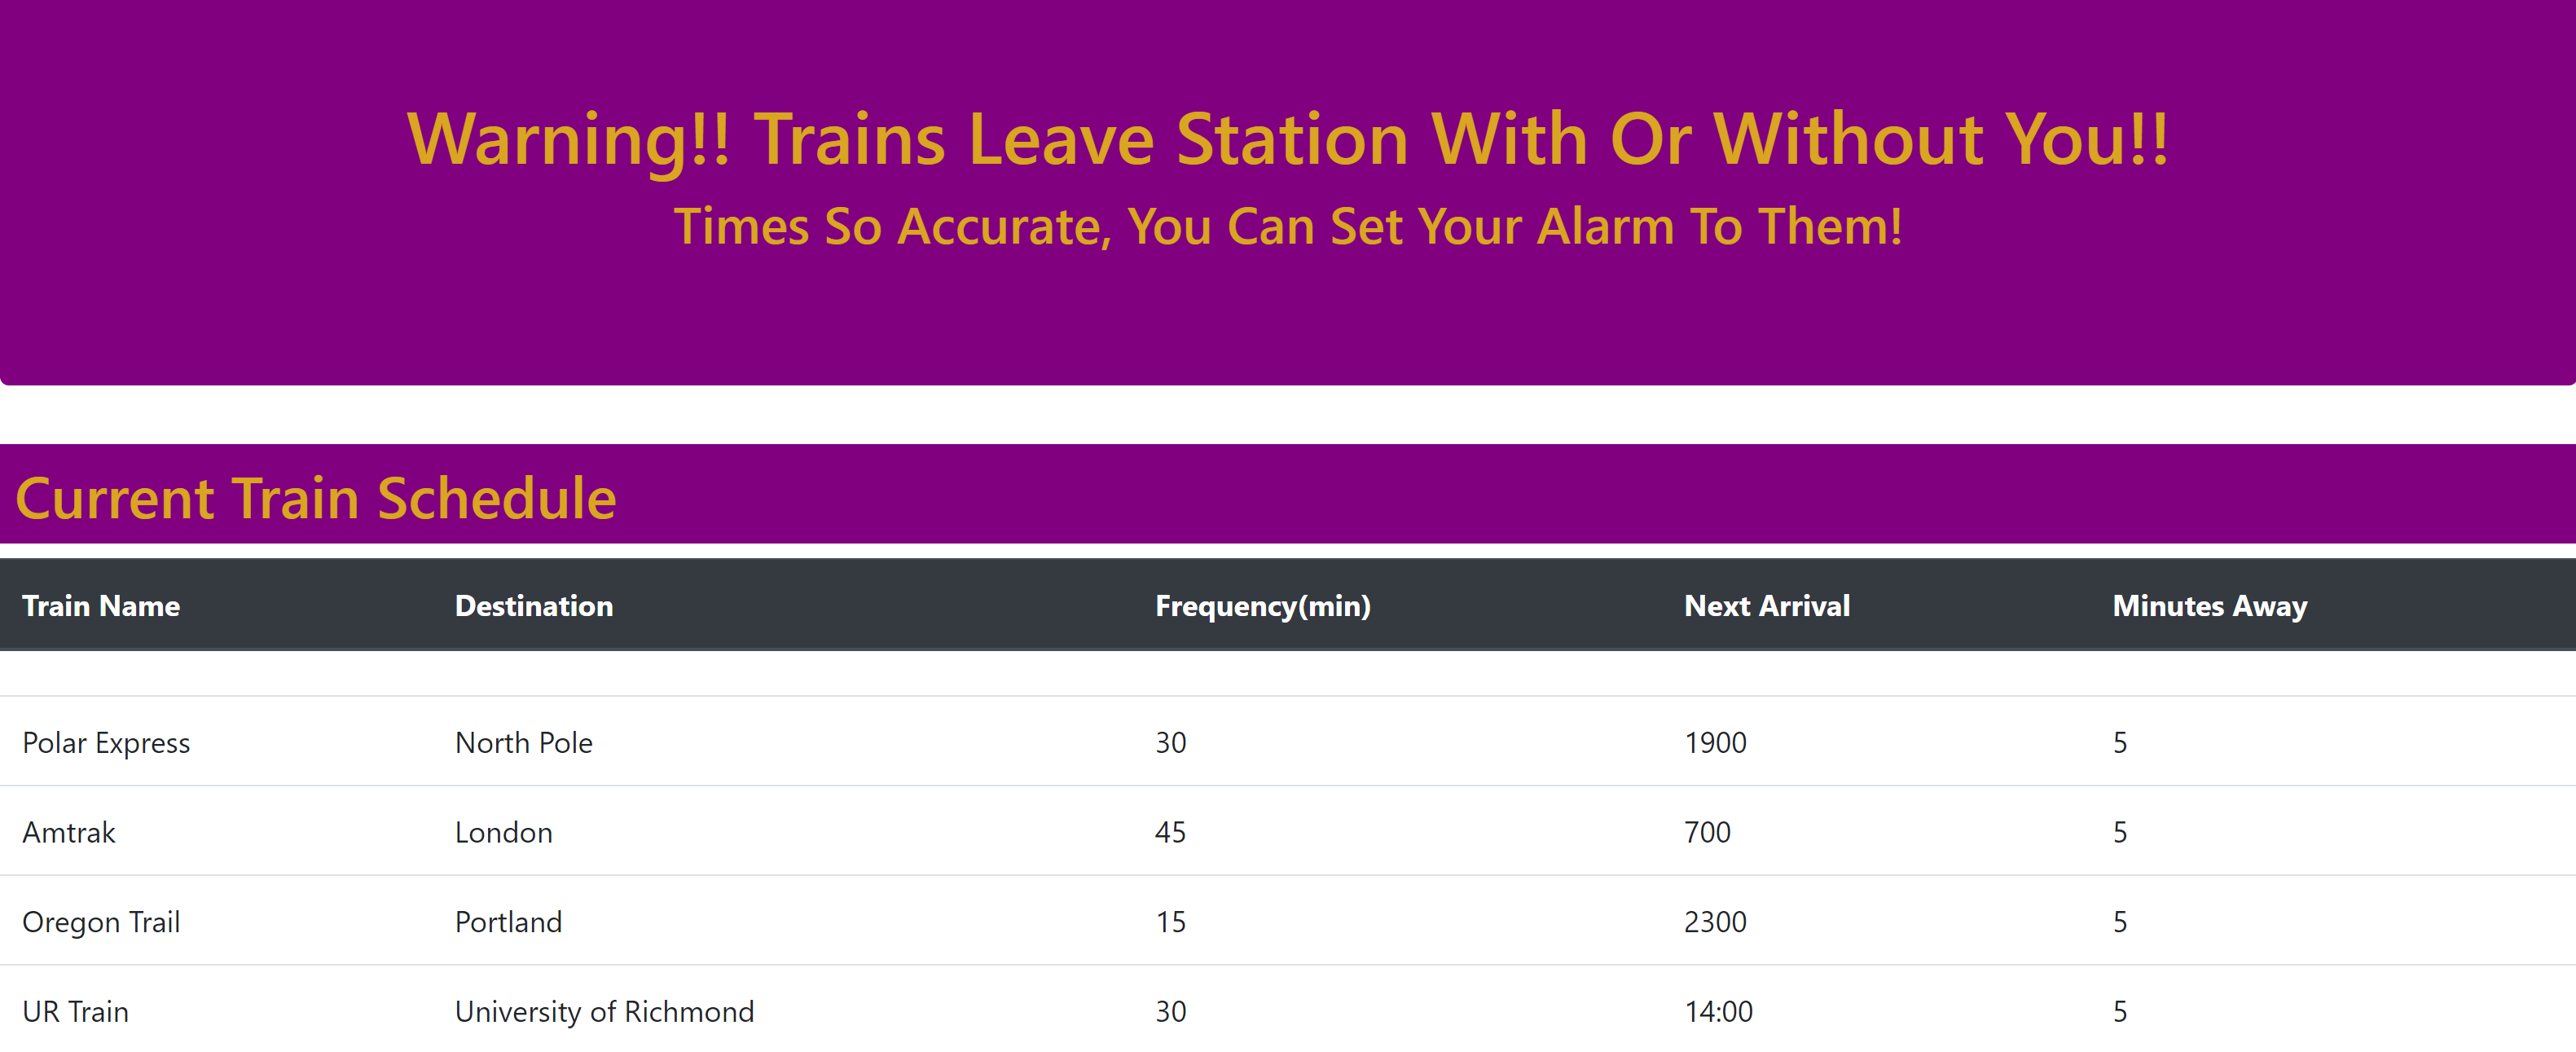 Warning!! Trains Leave Station With Or Without You!!
Times So Accurate, You Can Set Your Alarm To Them!
Current Train Schedule
Train Name Destination Frequency(min) Next Arrival Minutes Away
Polar Express North Pole 30 1900 5
Amtrak London 45 700 5
Oregon Trail Portland 15 2300 5
UR Train University of Richmond 30 14:00 5